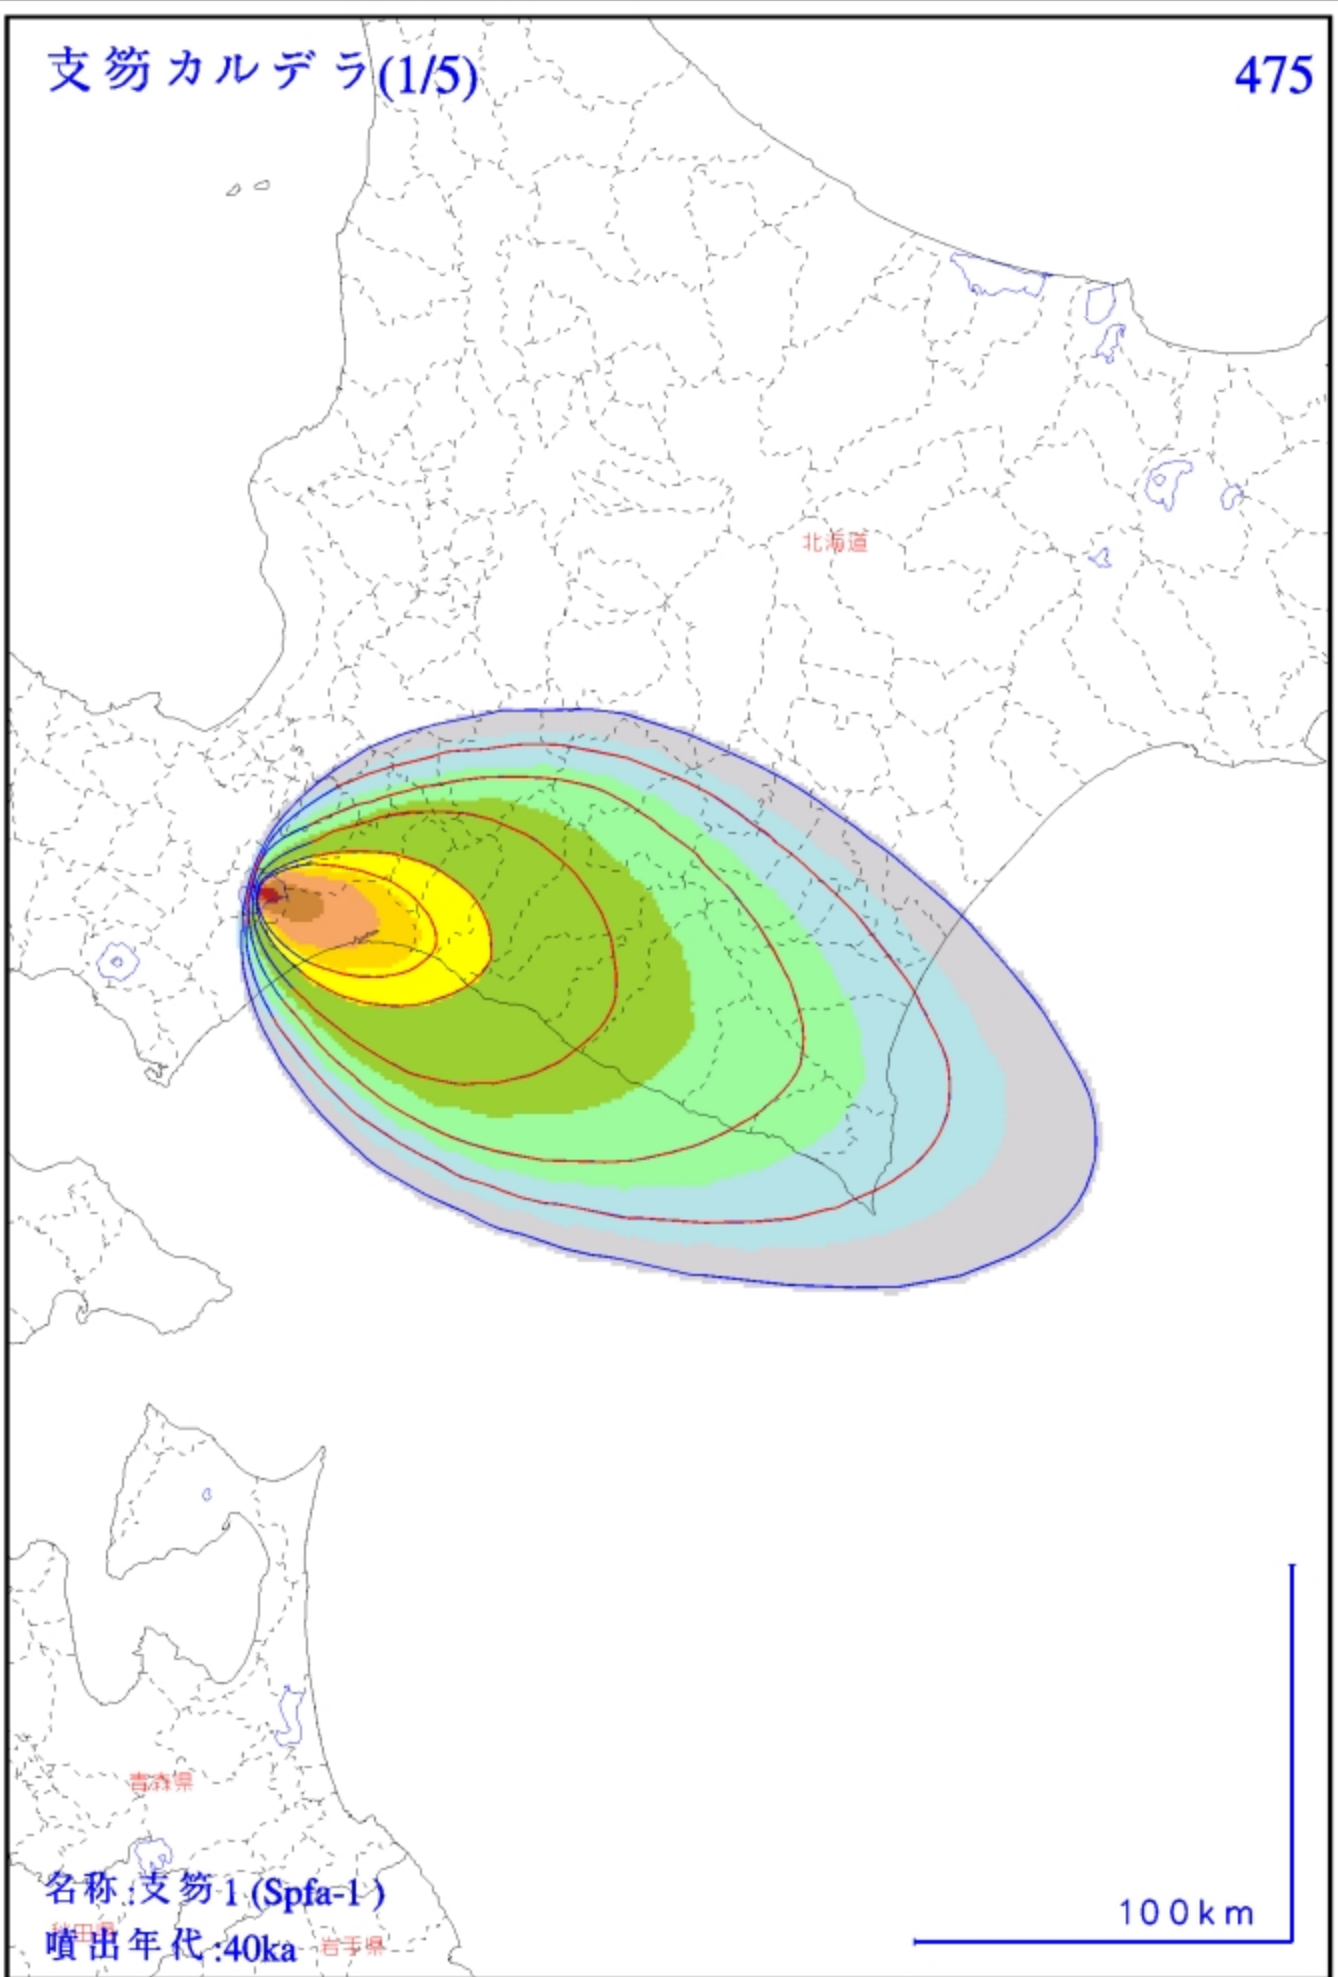 支笏カルデラ(1/5)
475
北海道
青森県
名称:支笏1(Spfa-1)
秋田県
噴出年代:40ka
岩手県
100km